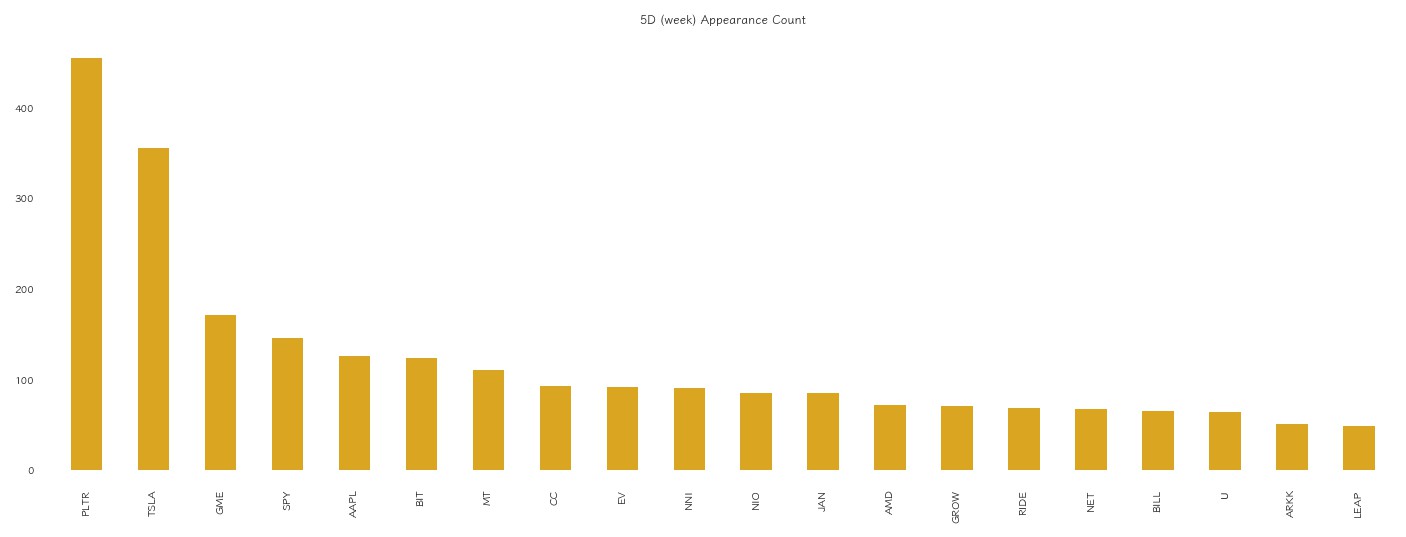 5D (week) Appearance Count
400
300
200
100
0
PLTR
TSLA
GME
SPY
AAPL
BIT
MT
CC
EV
NNI
NIO
JAN
AMD
GROW
RIDE
NET
BILL
U
ARKK
LEAP